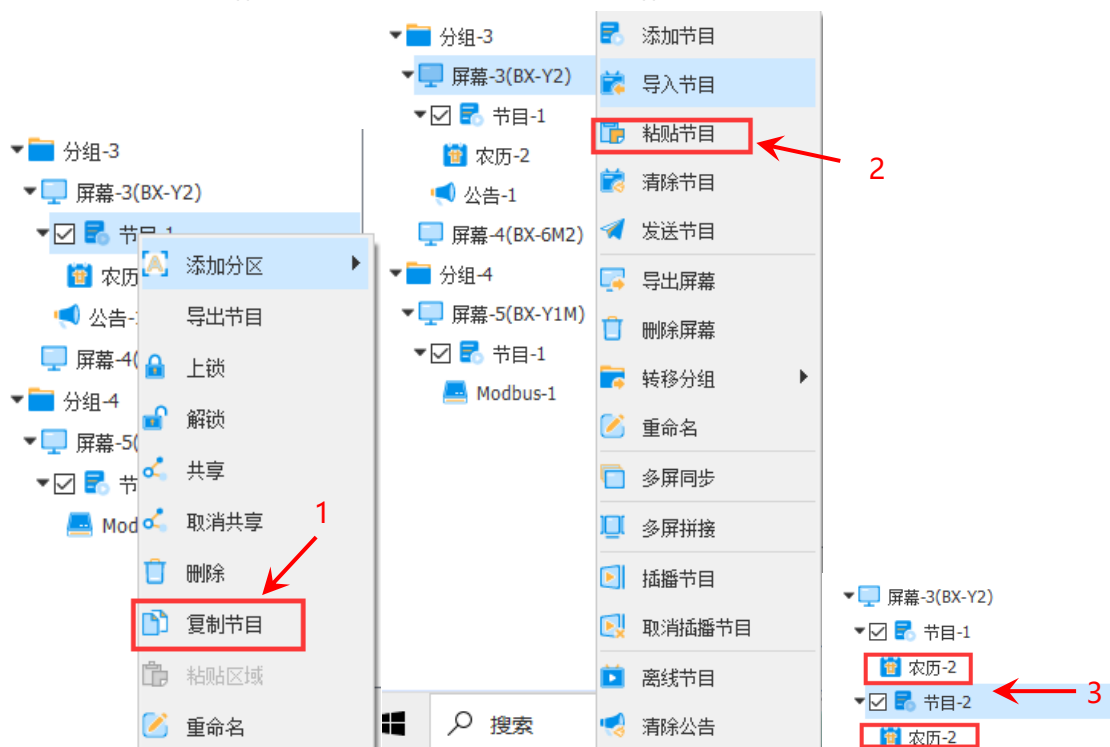 分组-3
屏幕-3(BX-Y2)
节目-1
农历
公告-
屏幕-4(
分组-4
屏幕-5(
节
Mod
添加分区
导出节目
上锁
解锁
共享
取消共享
删除
复制节目
粘贴区域
重命名
1
分组-3
屏幕-3(BX-Y2)
节目-1
农历-2
公告-1
屏幕-4(BX-6M2)
分组-4
屏幕-5(BX-Y1M)
节目-1
Modbus-1
搜索
添加节目
导入节目
粘贴节目
清除节目
发送节目
导出屏幕
删除屏幕
转移分组
重命名
多屏同步
多屏拼接
插播节目
取消插播节目
离线节目
清除公告
2
屏幕-3(BX-Y2)
节目-1
农历-2
节目-2
农历-2
3